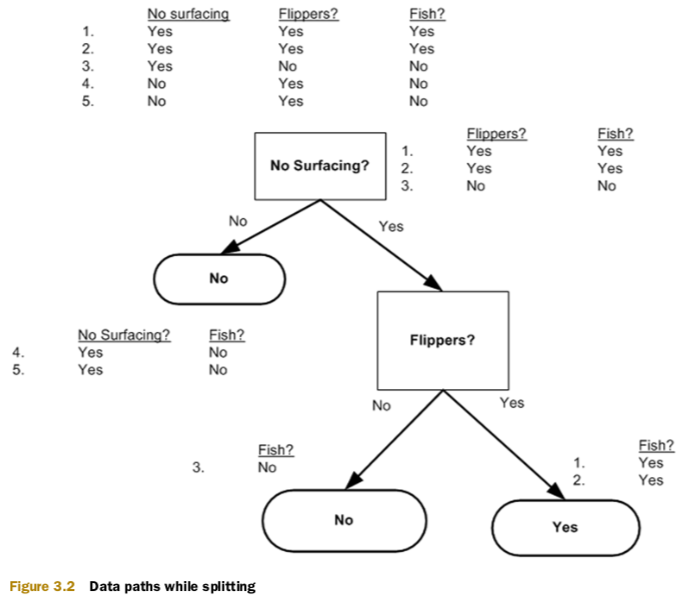 No surfacing Flippers? Fish?
1. Yes Yes Yes
2. Yes Yes Yes
3. Yes No No
4. No Yes No
5. No Yes No
Flippers? Fish?
1. Yes Yes
2. Yes Yes
3. No No
No Surfacing?
No Yes
No
Flippers?
No Surfacing? Fish?
4. Yes No
5. Yes No
No Yes
Fish?
3. No
Fish?
1. Yes
2. Yes
No
Yes
Figure 3.2 Data paths while splitting